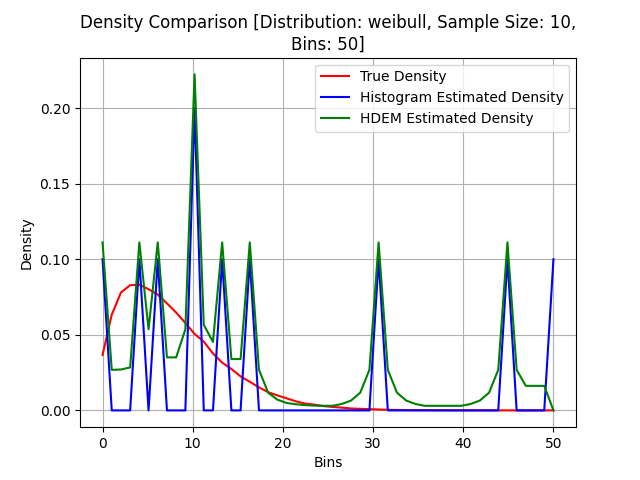 Density Comparison [Distribution: weibull, Sample Size: 10,
Bins: 50]
True Density
Histogram Estimated Density
HDEM Estimated Density
Density
0.20
0.15
0.10
0.05
0.00
0 10 20 30 40 50
Bins